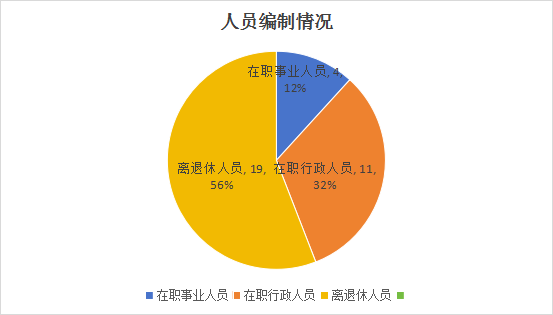 人员编制情况
在职事业人员, 4,
12%
离退休人员, 19,
56%
在职行政人员, 11,
32%
在职事业人员 在职行政人员 离退休人员